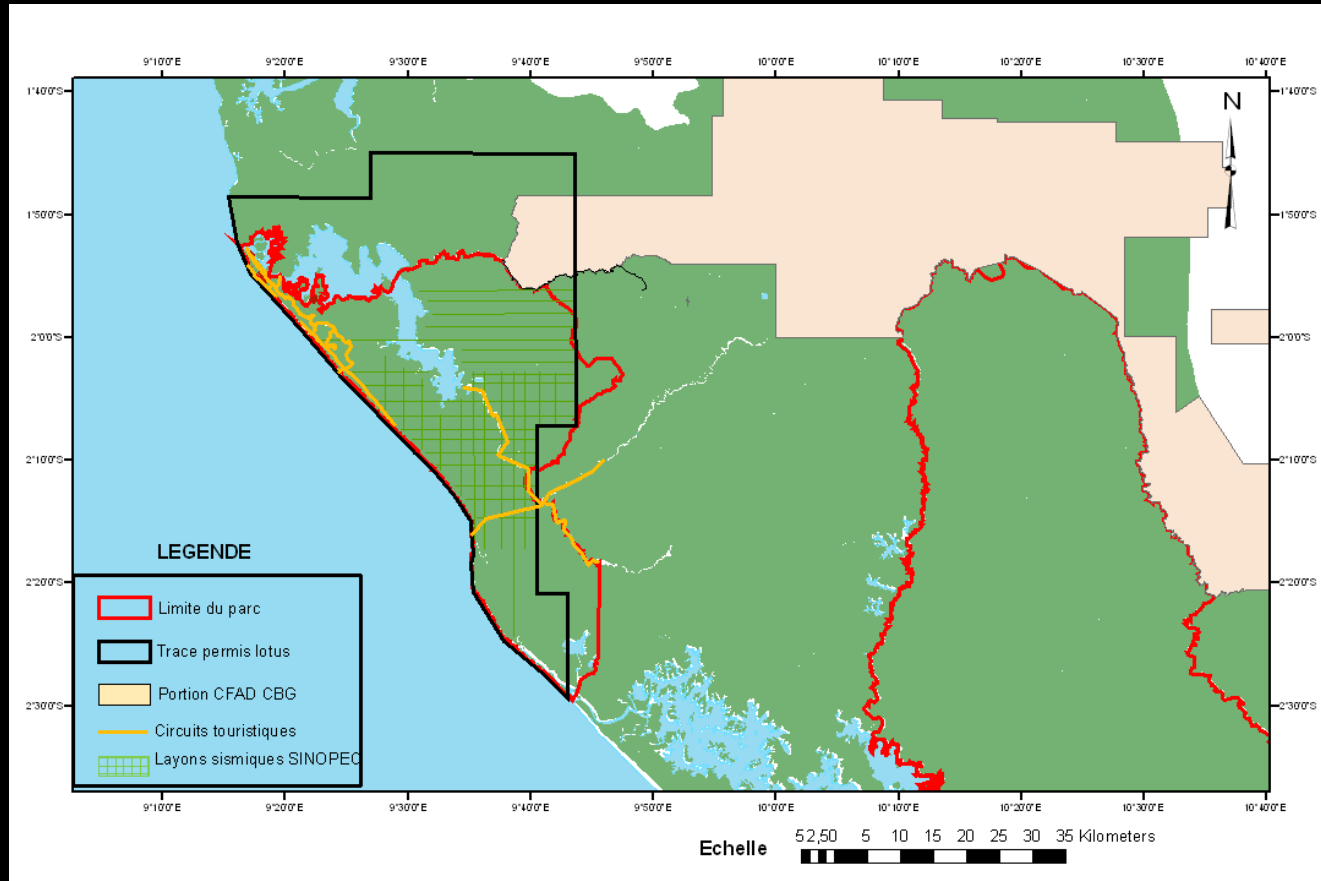 9°10'0"E 9°20'0"E 9°30'0"E 9°40'0"E 9°50'0"E 10°0'0"E 10°10'0"E 10°20'0"E 10°30'0"E 10°40'0"E
1°40'0"S 1°40'0"S
N
1°50'0"S 1°50'0"S
2°0'0"S 2°0'0"S
2°10'0"S 2°10'0"S
2°20'0"S 2°20'0"S
2°30'0"S 2°30'0"S
LEGENDE
Limite du parc
Trace permis lotus
Portion CFAD CBG
Circuits touristiques
Layons sismiques SINOPEC
9°10'0"E 9°20'0"E 9°30'0"E 9°40'0"E 9°50'0"E 10°0'0"E 10°10'0"E 10°20'0"E 10°30'0"E 10°40'0"E
Echelle 52,50 5 10 15 20 25 30 35 Kilometers